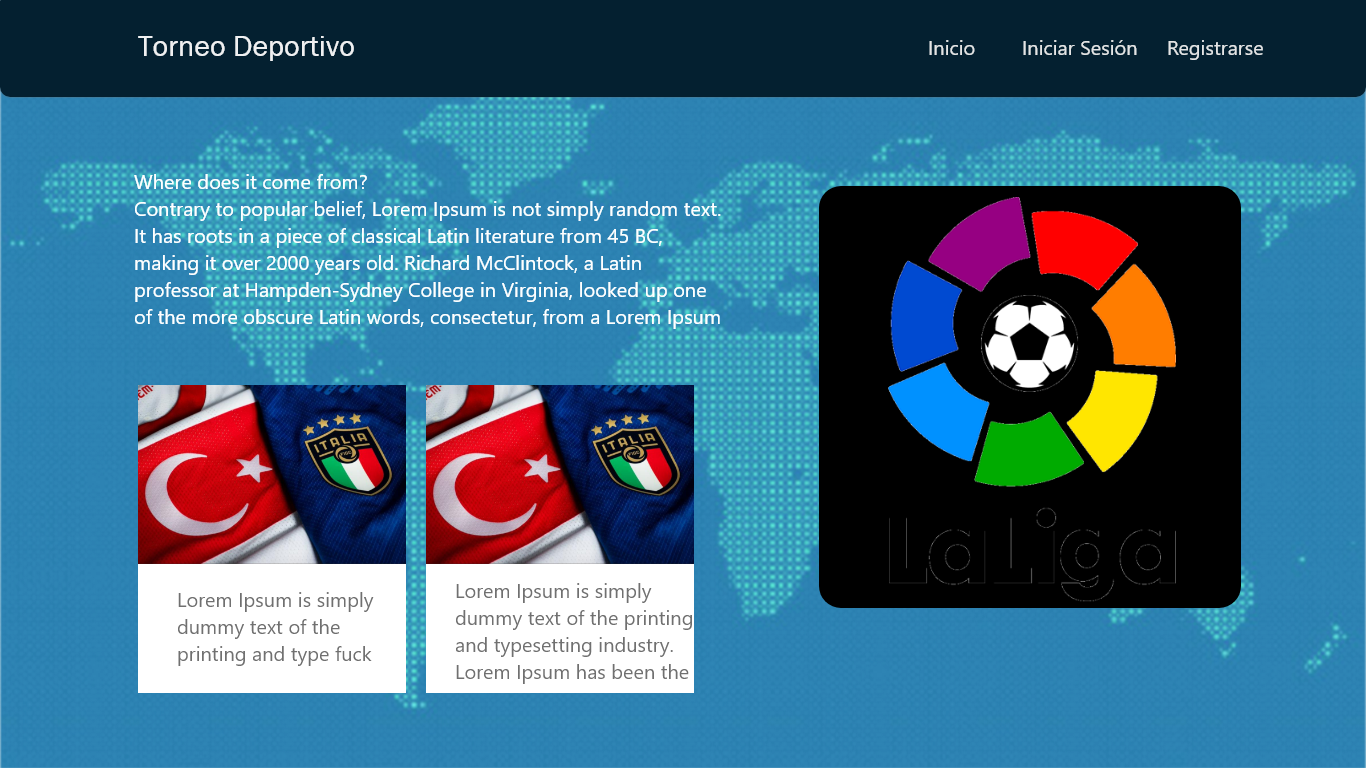 Torneo Deportivo
Inicio
Iniciar Sesión
Registrarse
Where does it come from?
Contrary to popular belief, Lorem Ipsum is not simply random text.
It has roots in a piece of classical Latin literature from 45 BC,
making it over 2000 years old. Richard McClintock, a Latin
professor at Hampden-Sydney College in Virginia, looked up one
of the more obscure Latin words, consectetur, from a Lorem Ipsum
ITALIA
Lorem Ipsum is simply
dummy text of the
printing and type fuck
ITALIA
Lorem Ipsum is simply
dummy text of the printing
and typesetting industry.
Lorem Ipsum has been the
LaLiga